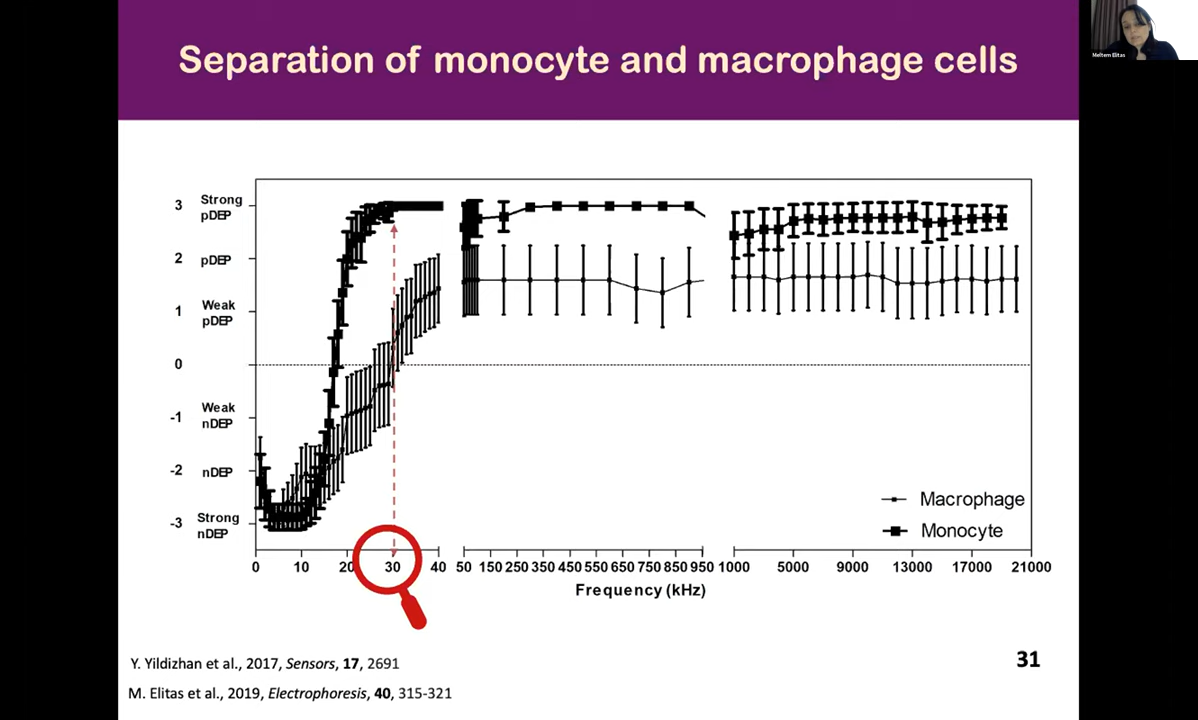 Separation of monocyte and macrophage cells
Meltem Elitas
3 Strong
pDEP
2 pDEP
1 Weak
pDEP
0
-1 Weak
nDEP
-2 nDEP
-3 Strong
nDEP
Macrophage
Monocyte
0 10 20 30 40 50 150 250 350 450 550 650 750 850 950 1000 5000 9000 13000 17000 21000
Frequency (kHz)
Y. Yildizhan et al., 2017, Sensors, 17, 2691
M. Elitas et al., 2019, Electrophoresis, 40, 315-321
31